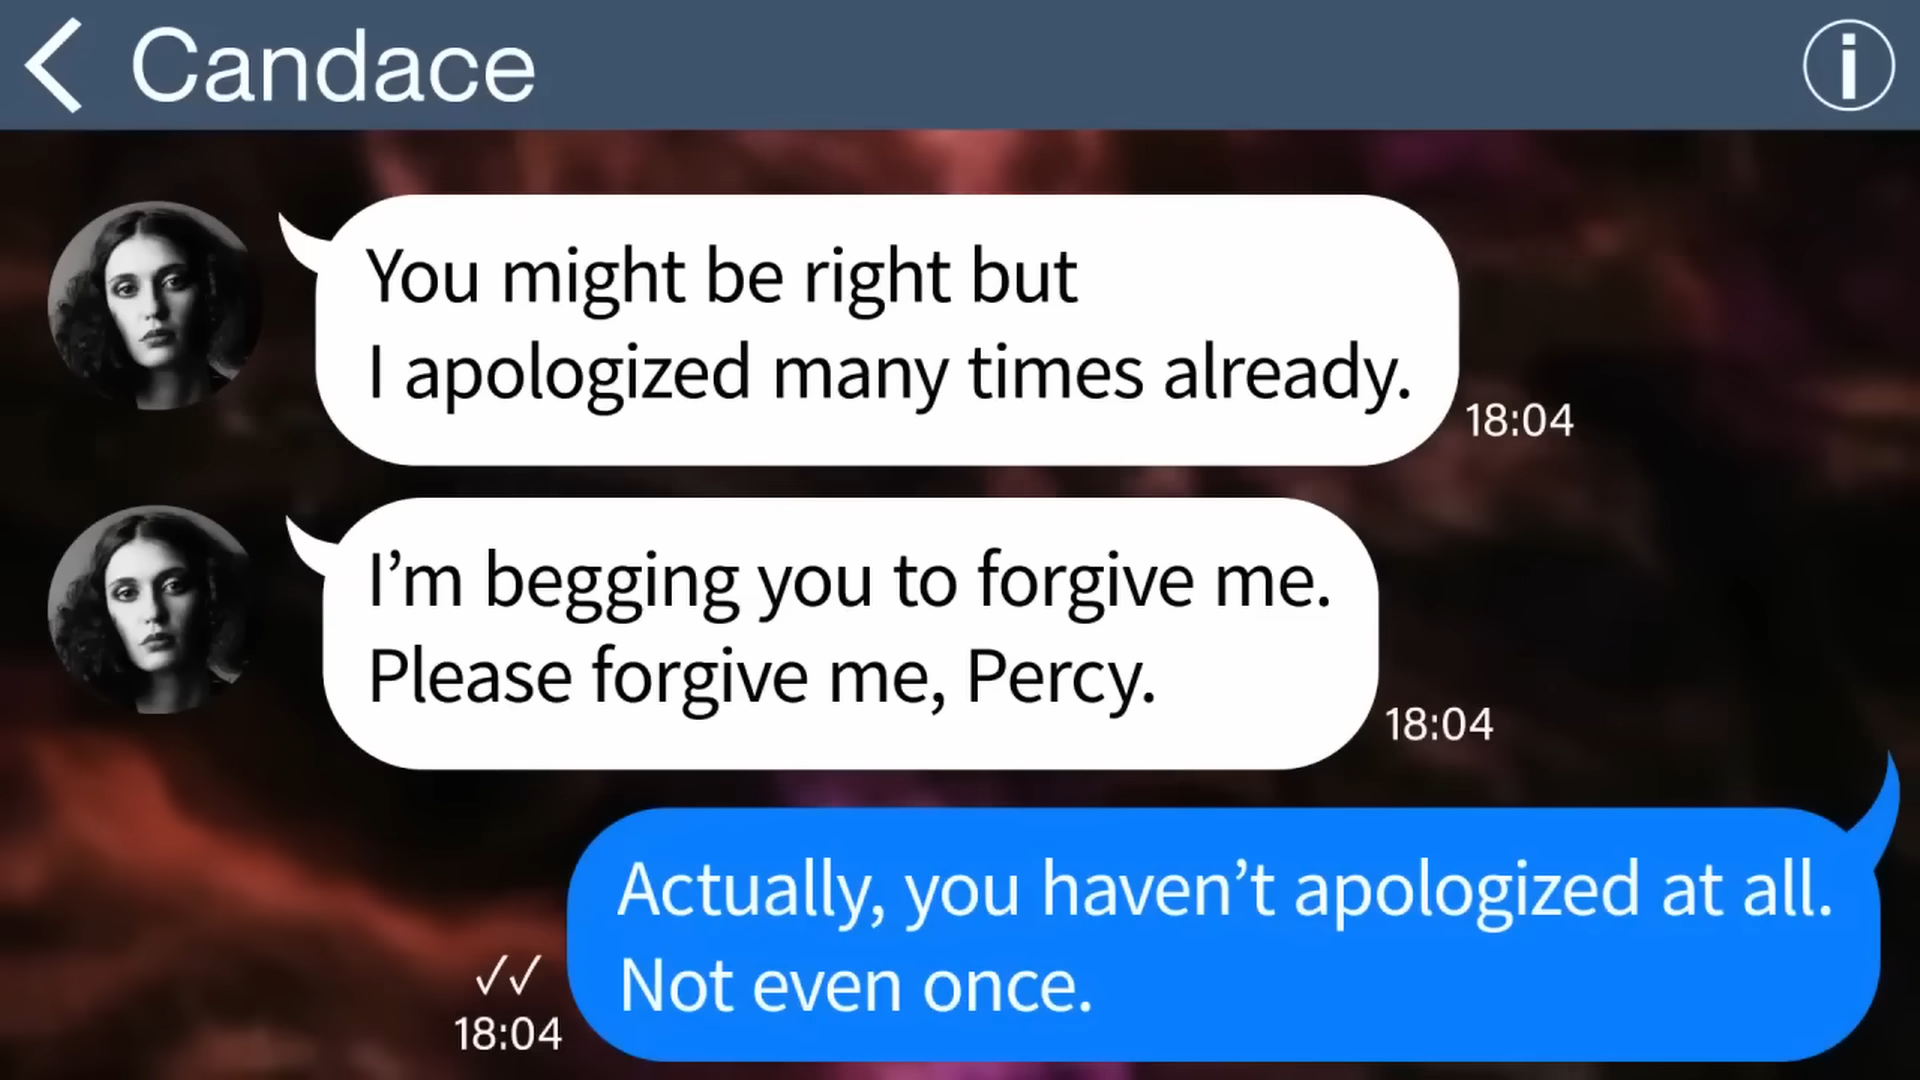 Candace
You might be right but
I apologized many times already.
18:04
I’m begging you to forgive me.
Please forgive me, Percy.
18:04
Actually, you haven’t apologized at all.
Not even once.
18:04